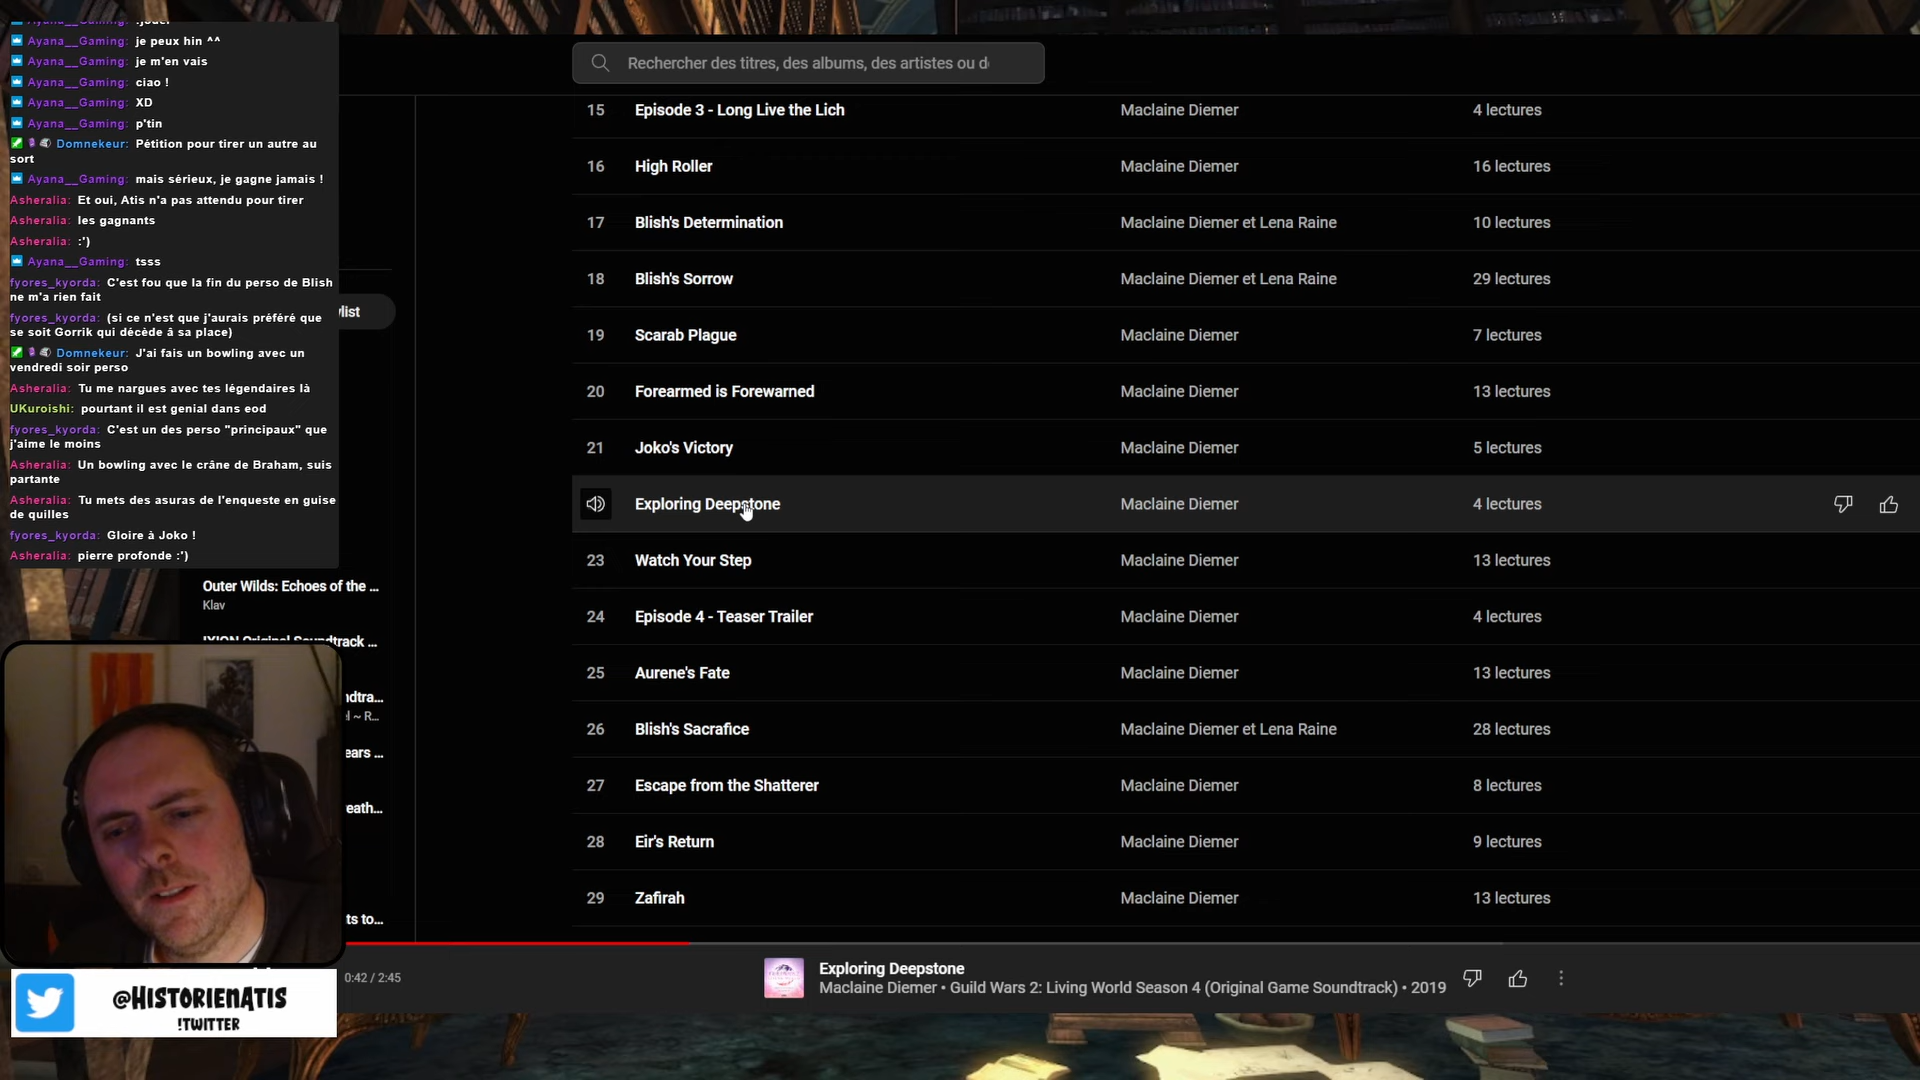 Ayana__Gaming: je peux hin ^^
Ayana__Gaming: je m'en vais
Ayana__Gaming: ciao !
Ayana__Gaming: XD
Ayana__Gaming: p'tin
Domnekeur: Pétition pour tirer un autre au
sort
Ayana__Gaming: mais sérieux, je gagne jamais !
Asheralia: Et oui, Atis n'a pas attendu pour tirer
Asheralia: les gagnants
Asheralia: :')
Ayana__Gaming: tsss
fyores_kyorda: C'est fou que la fin du perso de Blish
ne m'a rien fait
fyores_kyorda: (si ce n'est que j'aurais préféré que
se soit Gorrik qui décède â sa place)
Domnekeur: J'ai fais un bowling avec un
vendredi soir perso
Asheralia: Tu me nargues avec tes légendaires là
UKuroishi: pourtant il est genial dans eod
fyores_kyorda: C'est un des perso "principaux" que
j'aime le moins
Asheralia: Un bowling avec le crâne de Braham, suis
partante
Asheralia: Tu mets des asuras de l'enqueste en guise
de quilles
fyores_kyorda: Gloire à Joko !
Asheralia: pierre profonde :')
Outer Wilds: Echoes of the ...
Klav
IXION Original Soundtrack ...
ndtra...
l ~ R...
ears ...
eath...
ts to...
ylist
Rechercher des titres, des albums, des artistes ou d
15 Episode 3 - Long Live the Lich Maclaine Diemer 4 lectures
16 High Roller Maclaine Diemer 16 lectures
17 Blish's Determination Maclaine Diemer et Lena Raine 10 lectures
18 Blish's Sorrow Maclaine Diemer et Lena Raine 29 lectures
19 Scarab Plague Maclaine Diemer 7 lectures
20 Forearmed is Forewarned Maclaine Diemer 13 lectures
21 Joko's Victory Maclaine Diemer 5 lectures
Exploring Deepstone Maclaine Diemer 4 lectures
23 Watch Your Step Maclaine Diemer 13 lectures
24 Episode 4 - Teaser Trailer Maclaine Diemer 4 lectures
25 Aurene's Fate Maclaine Diemer 13 lectures
26 Blish's Sacrafice Maclaine Diemer et Lena Raine 28 lectures
27 Escape from the Shatterer Maclaine Diemer 8 lectures
28 Eir's Return Maclaine Diemer 9 lectures
29 Zafirah Maclaine Diemer 13 lectures
@HISTORIENATIS
!TWITTER
0:42 / 2:45
Exploring Deepstone
Maclaine Diemer • Guild Wars 2: Living World Season 4 (Original Game Soundtrack) • 2019